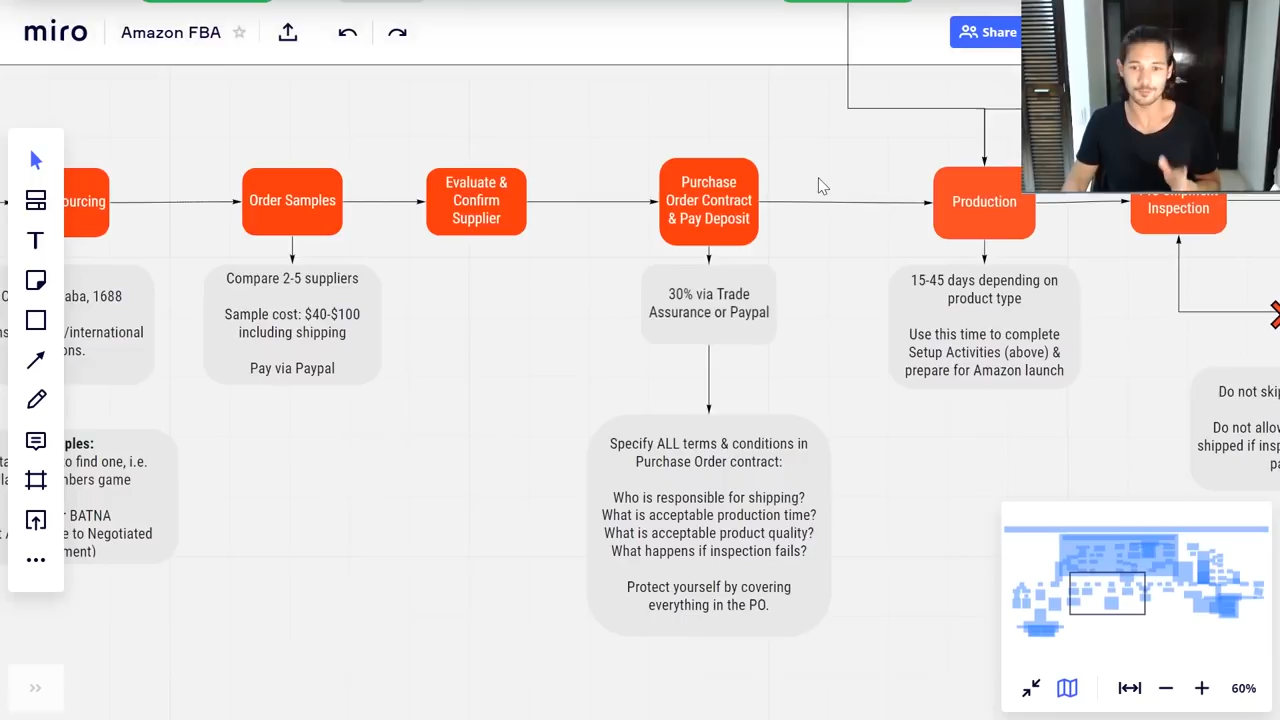 miro
Amazon FBA
Share
ourcing
Order Samples
Evaluate &
Confirm
Supplier
Purchase
Order Contract
& Pay Deposit
Production
Inspection
aba, 1688
/international
ons.
Compare 2-5 suppliers
Sample cost: $40-$100
including shipping
Pay via Paypal
30% via Trade
Assurance or Paypal
15-45 days depending on
product type
Use this time to complete
Setup Activities (above) &
prepare for Amazon launch
Do not ski
Do not allow
shipped if insp
pa
ples:
to find one, i.e.
mbers game
BATNA
e to Negotiated
ment)
Specify ALL terms & conditions in
Purchase Order contract:
Who is responsible for shipping?
What is acceptable production time?
What is acceptable product quality?
What happens if inspection fails?
Protect yourself by covering
everything in the PO.
60%